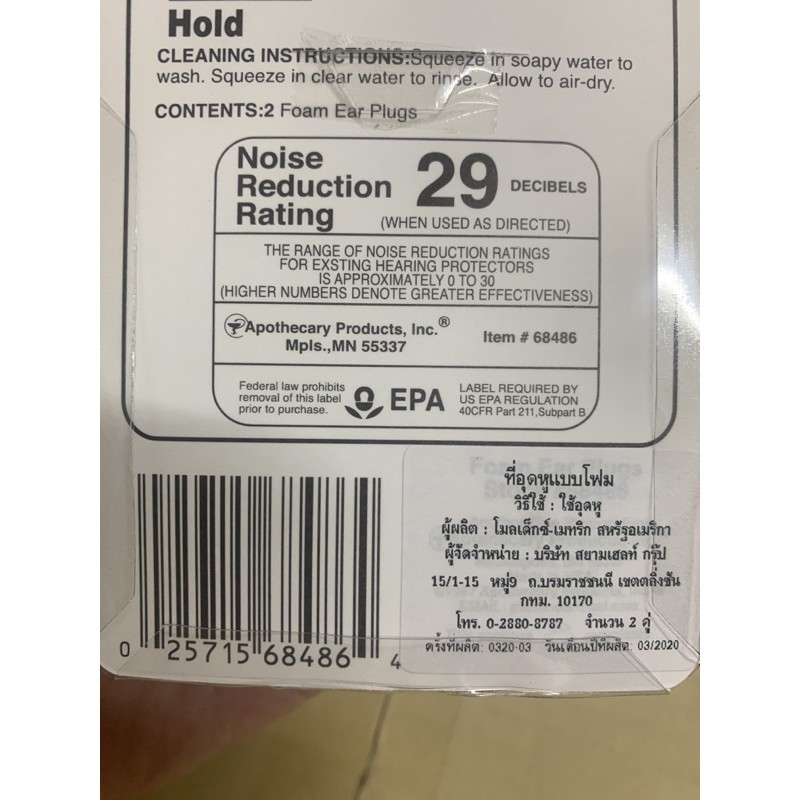 Hold
CLEANING INSTRUCTIONS:Squeeze in soapy water to
wash. Squeeze in clear water to rinse. Allow to air-dry.
CONTENTS:2 Foam Ear Plugs
Noise
Reduction
Rating
29 DECIBELS
(WHEN USED AS DIRECTED)
THE RANGE OF NOISE REDUCTION RATINGS
FOR EXSTING HEARING PROTECTORS
IS APPROXIMATELY 0 TO 30
(HIGHER NUMBERS DENOTE GREATER EFFECTIVENESS)
Apothecary Products, Inc.®
Mpls.,MN 55337
Item # 68486
Federal law prohibits
removal of this label
prior to purchase.
EPA
LABEL REQUIRED BY
US EPA REGULATION
40CFR Part 211,Subpart B
0 25715 68486 4
Foam Ear Plugs
ที่อุดหูแบบโฟม
วิธีใช้ : ใช้อุดหู
ผู้ผลิต : โมลเด็กซ์-เมทริก สหรัฐอเมริกา
ผู้จัดจำหน่าย : บริษัท สยามเฮลท์ กรุ๊ป
15/1-15 หมู่9 ถ.บรมราชชนนี เขตตลิ่งชัน
กทม. 10170
โทร. 0-2880-8787 จำนวน 2 คู่
ครั้งที่ผลิต: 0320-03 วันเดือนปีที่ผลิต: 03/2020